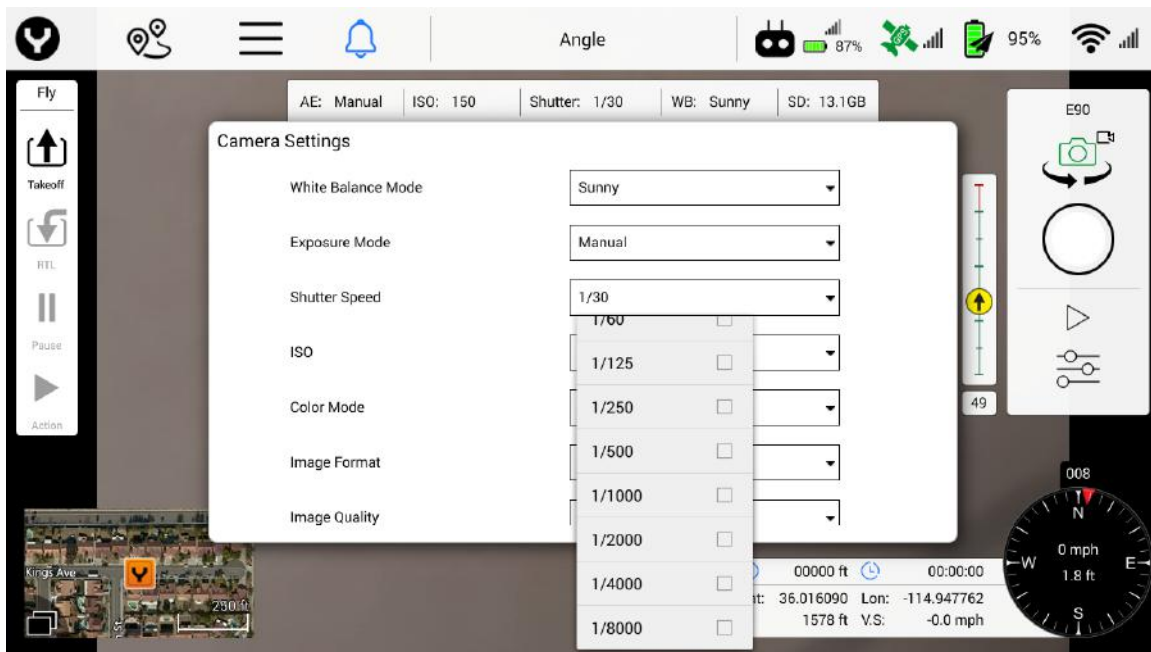 Angle
87%
GPS
95%
Fly
Takeoff
RTL
Pause
Action
AE: Manual
ISO: 150
Shutter: 1/30
WB: Sunny
SD: 13.1GB
Camera Settings
White Balance Mode
Sunny
Exposure Mode
Manual
Shutter Speed
1/30
1/60
1/125
1/250
1/500
1/1000
1/2000
1/4000
1/8000
ISO
Color Mode
Image Format
Image Quality
E90
49
008
N
W
E
S
0 mph
1.8 ft
Kings Ave
250 ft
00000 ft
00:00:00
36.016090 Lon: -114.947762
1578 ft V.S: -0.0 mph